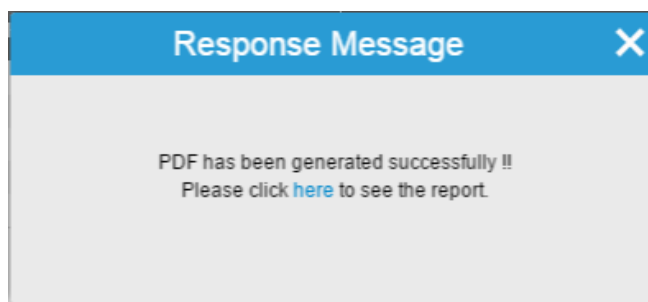 Response Message
PDF has been generated successfully !!
Please click here to see the report.